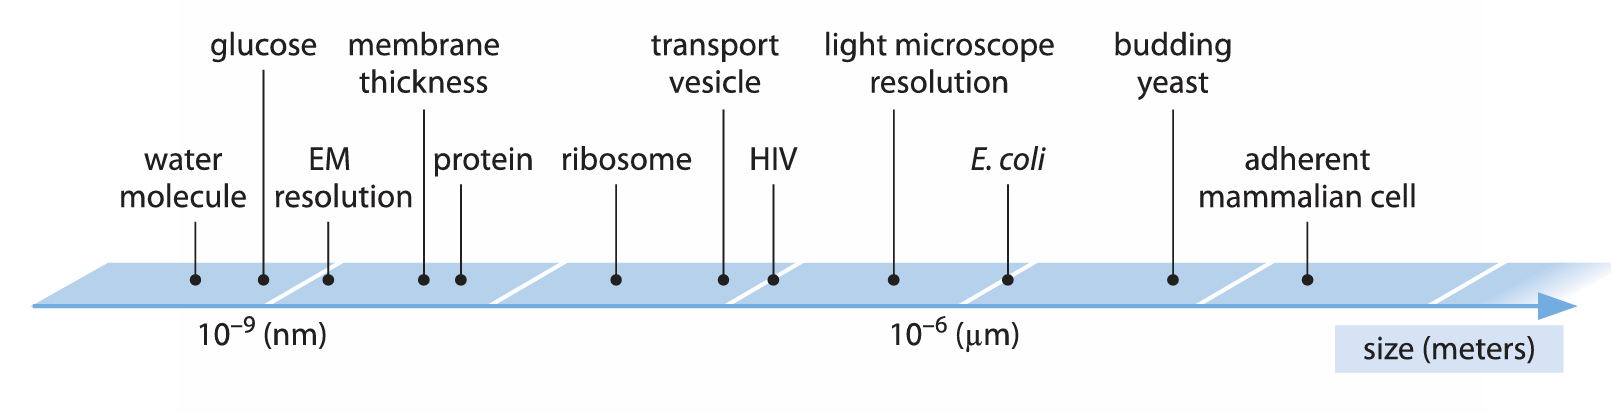 glucose
membrane
thickness
transport
vesicle
light microscope
resolution
budding
yeast
water
molecule
EM
resolution
protein
ribosome
HIV
E. coli
adherent
mammalian cell
10⁻⁹ (nm)
10⁻⁶ (μm)
size (meters)